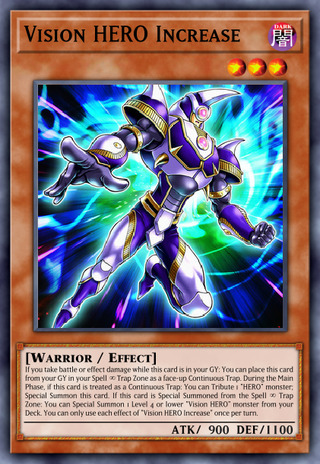 Vision HERO Increase
DARK
闇
[Warrior / Effect]
If you take battle or effect damage while this card is in your GY: You can place this card
from your GY in your Spell & Trap Zone as a face-up Continuous Trap. During the Main
Phase, if this card is treated as a Continuous Trap: You can Tribute 1 "HERO" monster;
Special Summon this card. If this card is Special Summoned from the Spell & Trap
Zone: You can Special Summon 1 Level 4 or lower "Vision HERO" monster from your
Deck. You can only use each effect of "Vision HERO Increase" once per turn.
ATK/ 900 DEF/1100